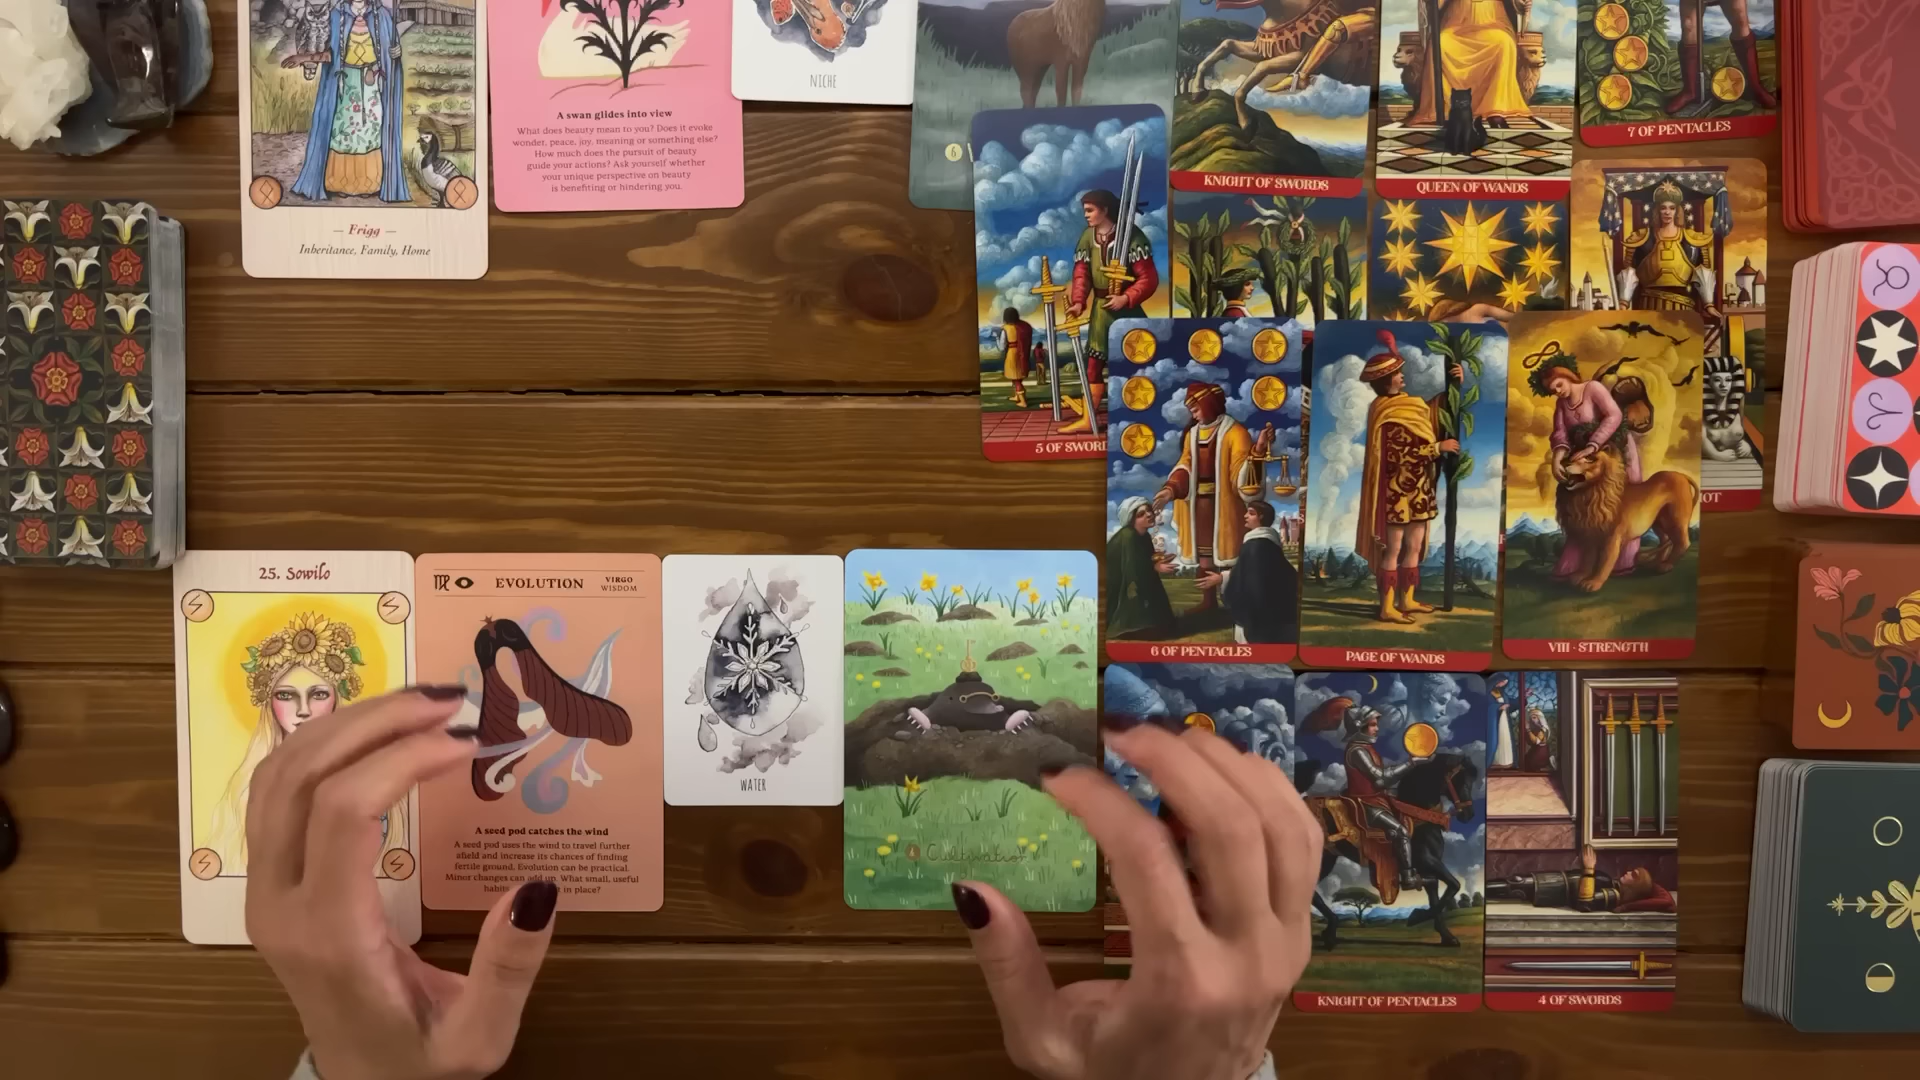 — Frigg —
Inheritance, Family, Home
A swan glides into view
What does beauty mean to you? Does it evoke
wonder, peace, joy, meaning or something else?
How much does the pursuit of beauty
guide your actions? Ask yourself whether
your unique perspective on beauty
is benefiting or hindering you.
NICHE
6
KNIGHT OF SWORDS
QUEEN OF WANDS
7 OF PENTACLES
5 OF SWORD
6 OF PENTACLES
PAGE OF WANDS
VIII · STRENGTH
IOT
25. Sowilo
EVOLUTION
VIRGO
WISDOM
A seed pod catches the wind
A seed pod uses the wind to travel further
afield and increase its chances of finding
fertile ground. Evolution can be practical.
Minor changes can add up. What small, useful
habits in place?
WATER
Cultivation
KNIGHT OF PENTACLES
4 OF SWORDS